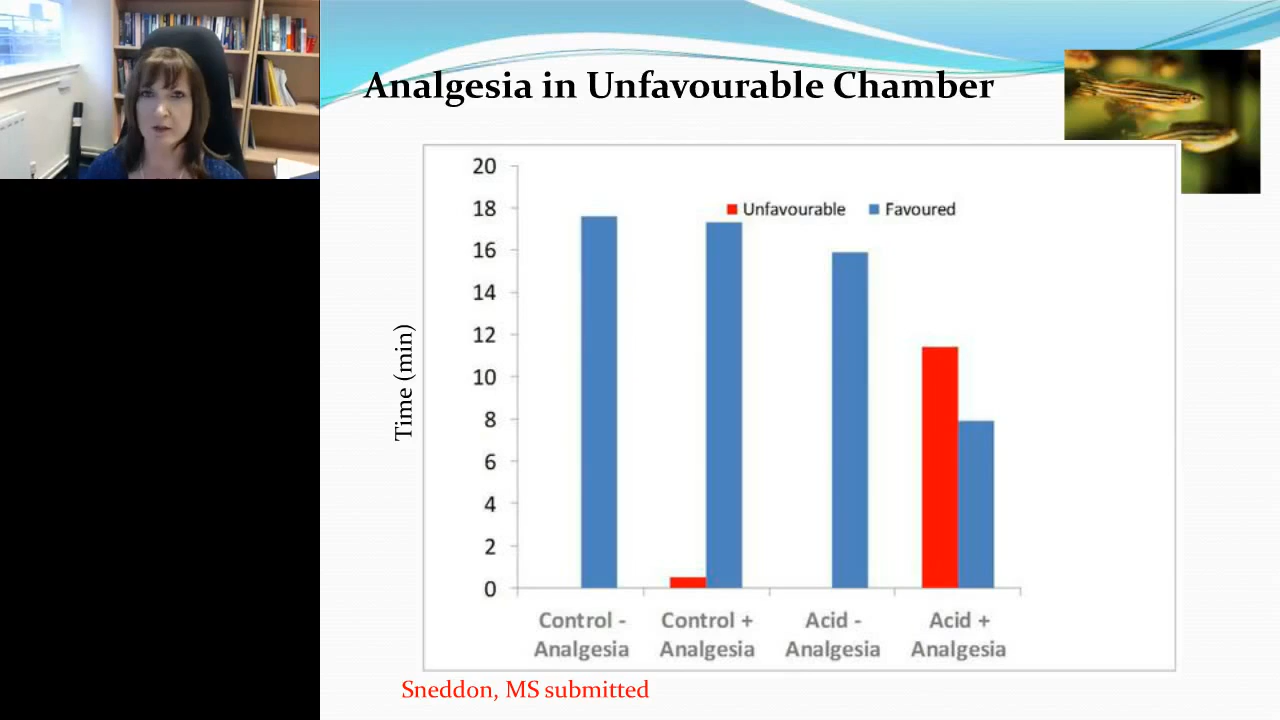 Analgesia in Unfavourable Chamber
20
18
16
14
12
10
8
6
4
2
0
Time (min)
Unfavourable Favoured
Control - Analgesia
Control + Analgesia
Acid - Analgesia
Acid + Analgesia
Sneddon, MS submitted